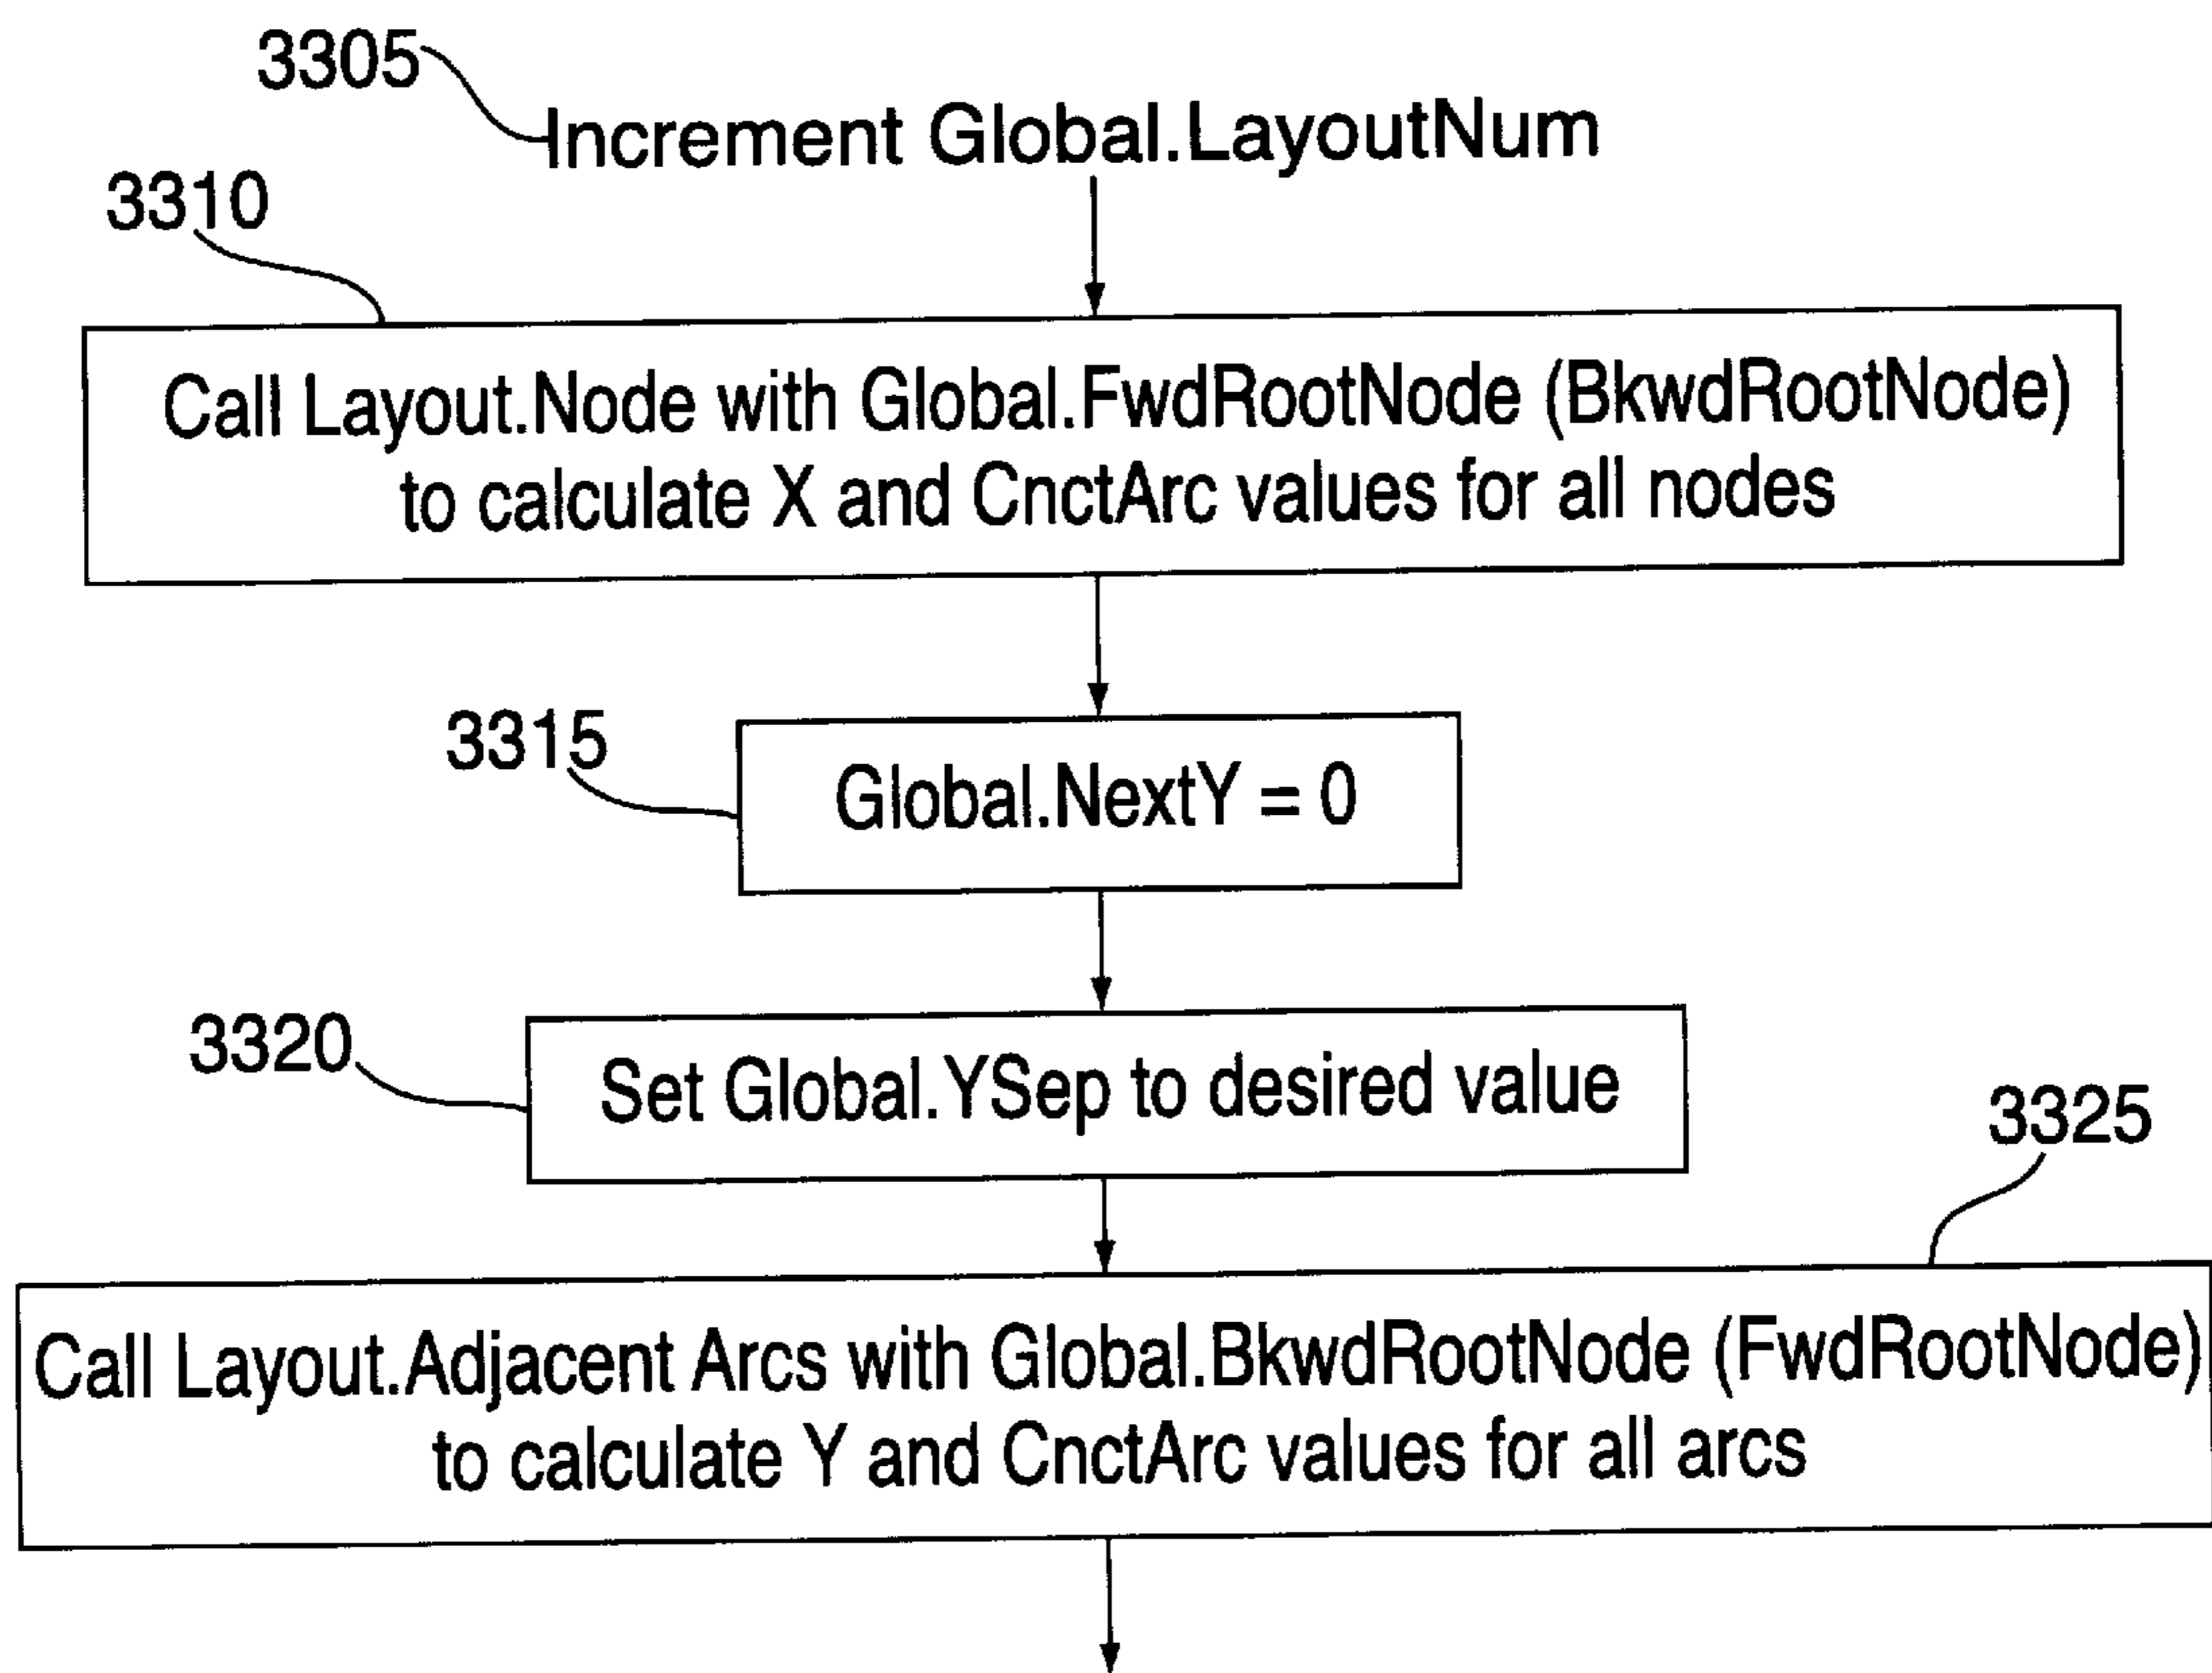 3305
Increment Global.LayoutNum
3310
Call Layout.Node with Global.FwdRootNode (BkwdRootNode)
to calculate X and CnctArc values for all nodes
3315
Global.NextY = 0
3320
Set Global.YSep to desired value
3325
Call Layout.Adjacent Arcs with Global.BkwdRootNode (FwdRootNode)
to calculate Y and CnctArc values for all arcs